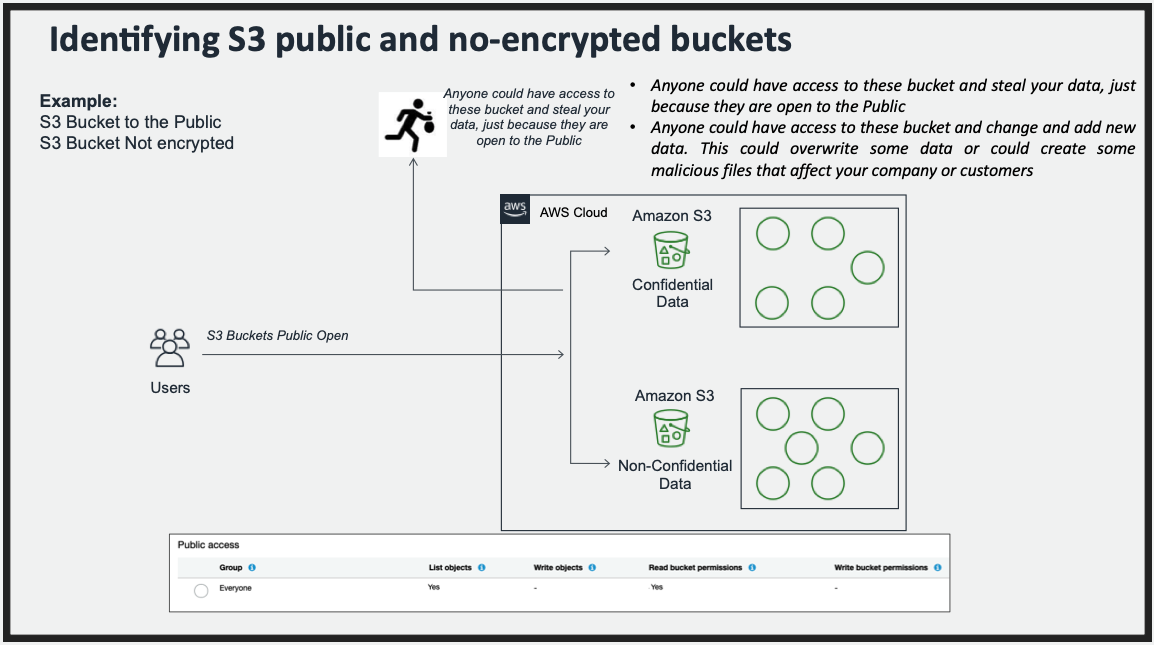 Identifying S3 public and no-encrypted buckets
Example:
S3 Bucket to the Public
S3 Bucket Not encrypted
Anyone could have access to
these bucket and steal your
data, just because they are
open to the Public
• Anyone could have access to these bucket and steal your data, just
because they are open to the Public
• Anyone could have access to these bucket and change and add new
data. This could overwrite some data or could create some
malicious files that affect your company or customers
aws
AWS Cloud
Amazon S3
Confidential
Data
S3 Buckets Public Open
Users
Amazon S3
Non-Confidential
Data
Public access
Group List objects Write objects Read bucket permissions Write bucket permissions
Everyone Yes - Yes -